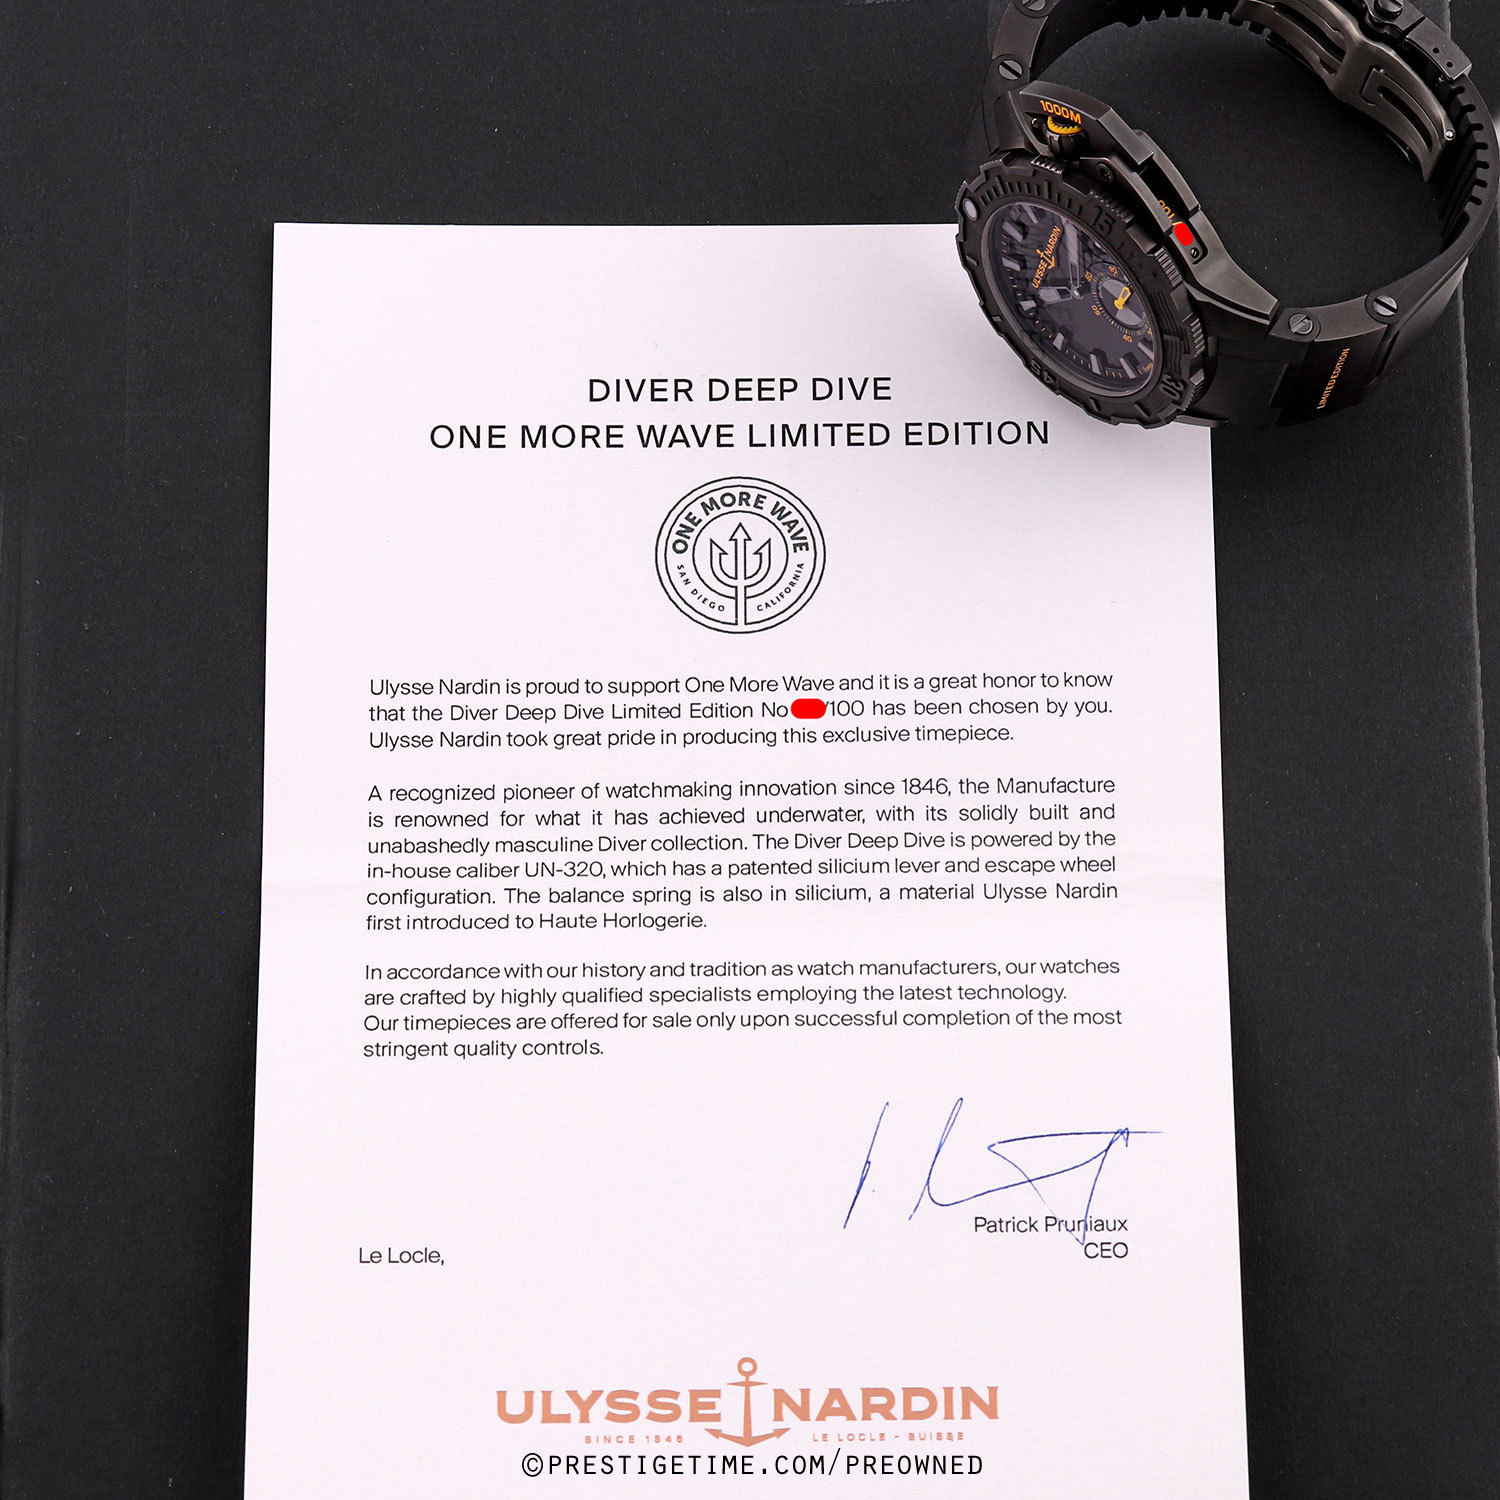 1000M
15
30
45
ULYSSE NARDIN
60
15
40
LIMITED EDITION
DIVER DEEP DIVE
ONE MORE WAVE LIMITED EDITION
ONE MORE WAVE
SAN DIEGO CALIFORNIA
Ulysse Nardin is proud to support One More Wave and it is a great honor to know
that the Diver Deep Dive Limited Edition No /100 has been chosen by you.
Ulysse Nardin took great pride in producing this exclusive timepiece.
A recognized pioneer of watchmaking innovation since 1846, the Manufacture
is renowned for what it has achieved underwater, with its solidly built and
unabashedly masculine Diver collection. The Diver Deep Dive is powered by the
in-house caliber UN-320, which has a patented silicium lever and escape wheel
configuration. The balance spring is also in silicium, a material Ulysse Nardin
first introduced to Haute Horlogerie.
In accordance with our history and tradition as watch manufacturers, our watches
are crafted by highly qualified specialists employing the latest technology.
Our timepieces are offered for sale only upon successful completion of the most
stringent quality controls.
Patrick Pruniaux
CEO
Le Locle,
ULYSSE NARDIN
SINCE 1846 LE LOCLE - SUISSE
©PRESTIGETIME.COM/PREOWNED